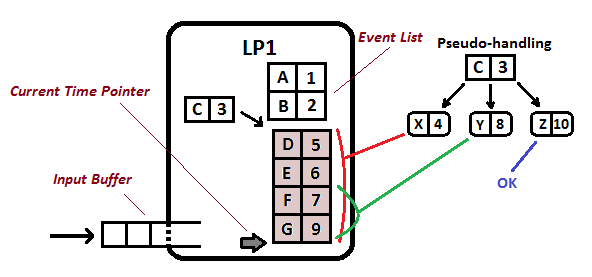 LP1
Event List
Pseudo-handling
Current Time Pointer
A 1
B 2
C 3
C 3
X 4
Y 8
Z 10
D 5
E 6
F 7
G 9
Input Buffer
OK